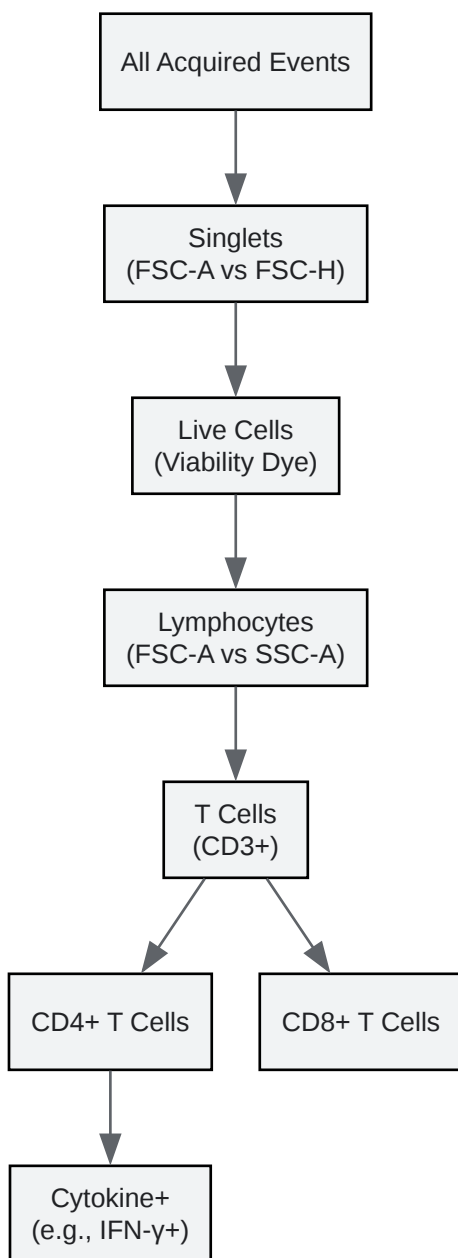 All Acquired Events
Singlets
(FSC-A vs FSC-H)
Live Cells
(Viability Dye)
Lymphocytes
(FSC-A vs SSC-A)
T Cells
(CD3+)
CD4+ T Cells
CD8+ T Cells
Cytokine+
(e.g., IFN-γ+)